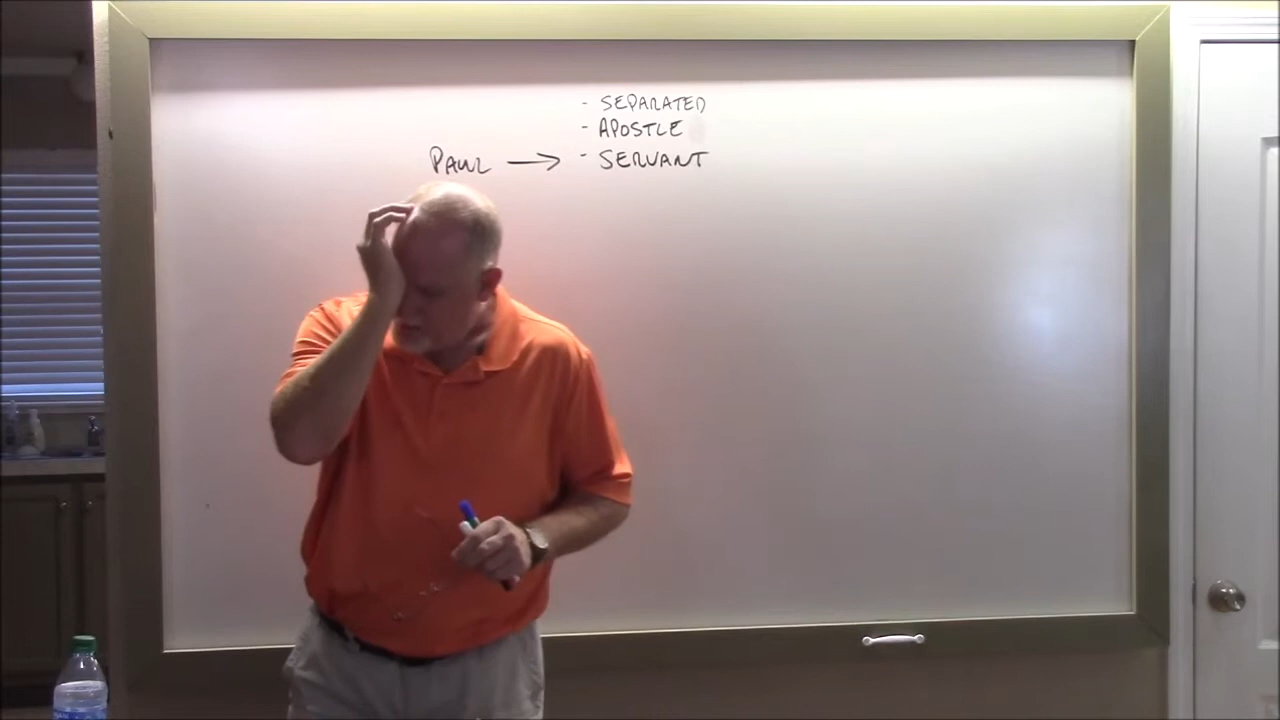 - SEPARATED
- APOSTLE
PAUL → - SERVANT